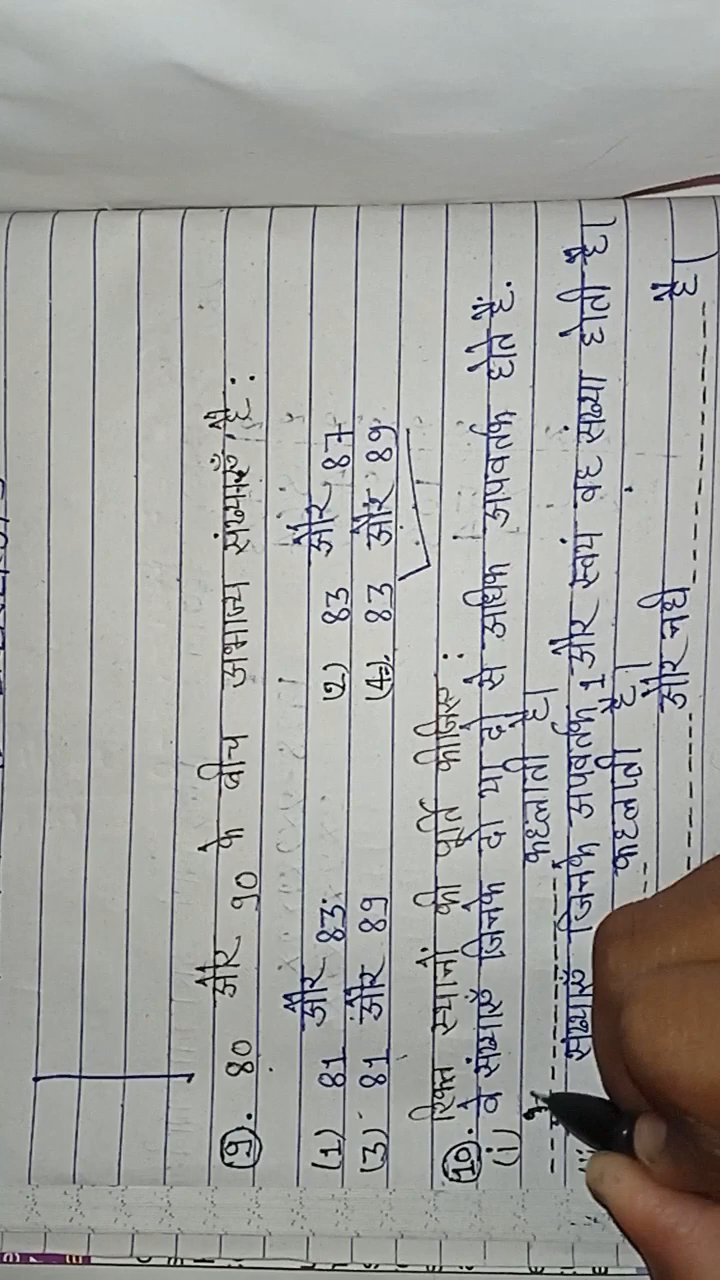 (9). 80 और 90 के बीच अभाज्य संख्याएँ हैं :
(1) 81 और 83. (2) 83 और 87
(3) 81 और 89 (4). 83 और 89
(10). रिक्त स्थानों की पूर्ति कीजिए :
(i) वे संख्याएँ जिनके दो या दो से अधिक अपवर्तक होते हैं.
कहलाती है।
संख्याएँ जिनके अपवर्तक 1 और स्वयं वह संख्या होती है।
कहलाती है।
और नही है।